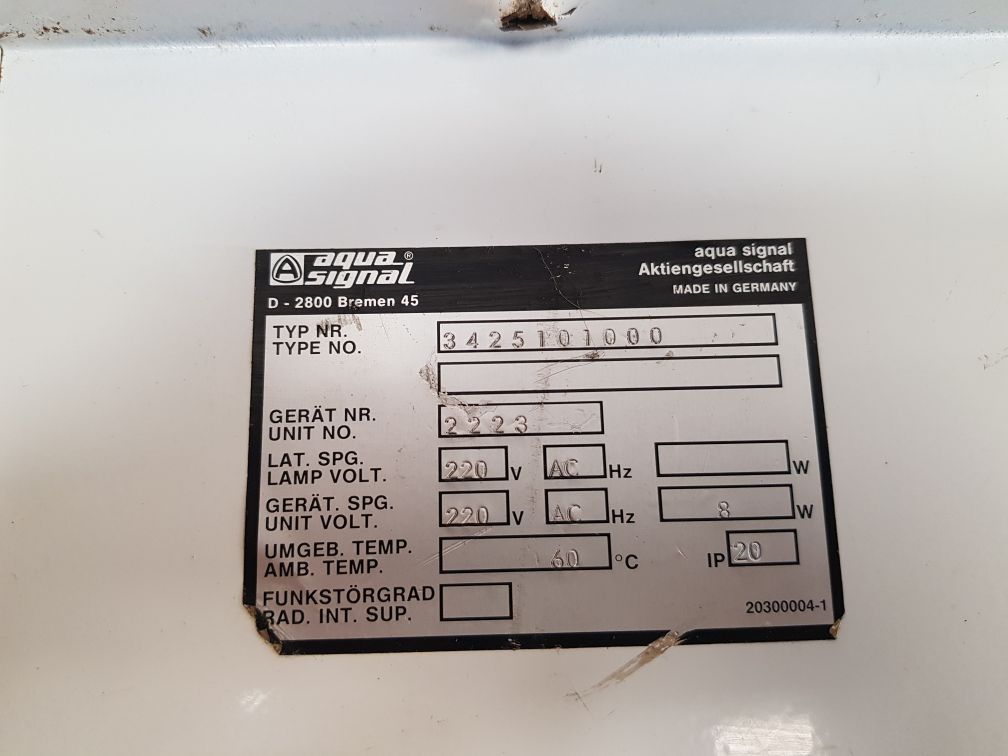 aqua signal®
D - 2800 Bremen 45
aqua signal
Aktiengesellschaft
MADE IN GERMANY
TYP NR.
TYPE NO.
3425101000
GERÄT NR.
UNIT NO.
2223
LAT. SPG.
LAMP VOLT.
220 V AC Hz W
GERÄT. SPG.
UNIT VOLT.
220 V AC Hz 8 W
UMGEB. TEMP.
AMB. TEMP.
60 °C IP 20
FUNKSTÖRGRAD
RAD. INT. SUP.
20300004-1